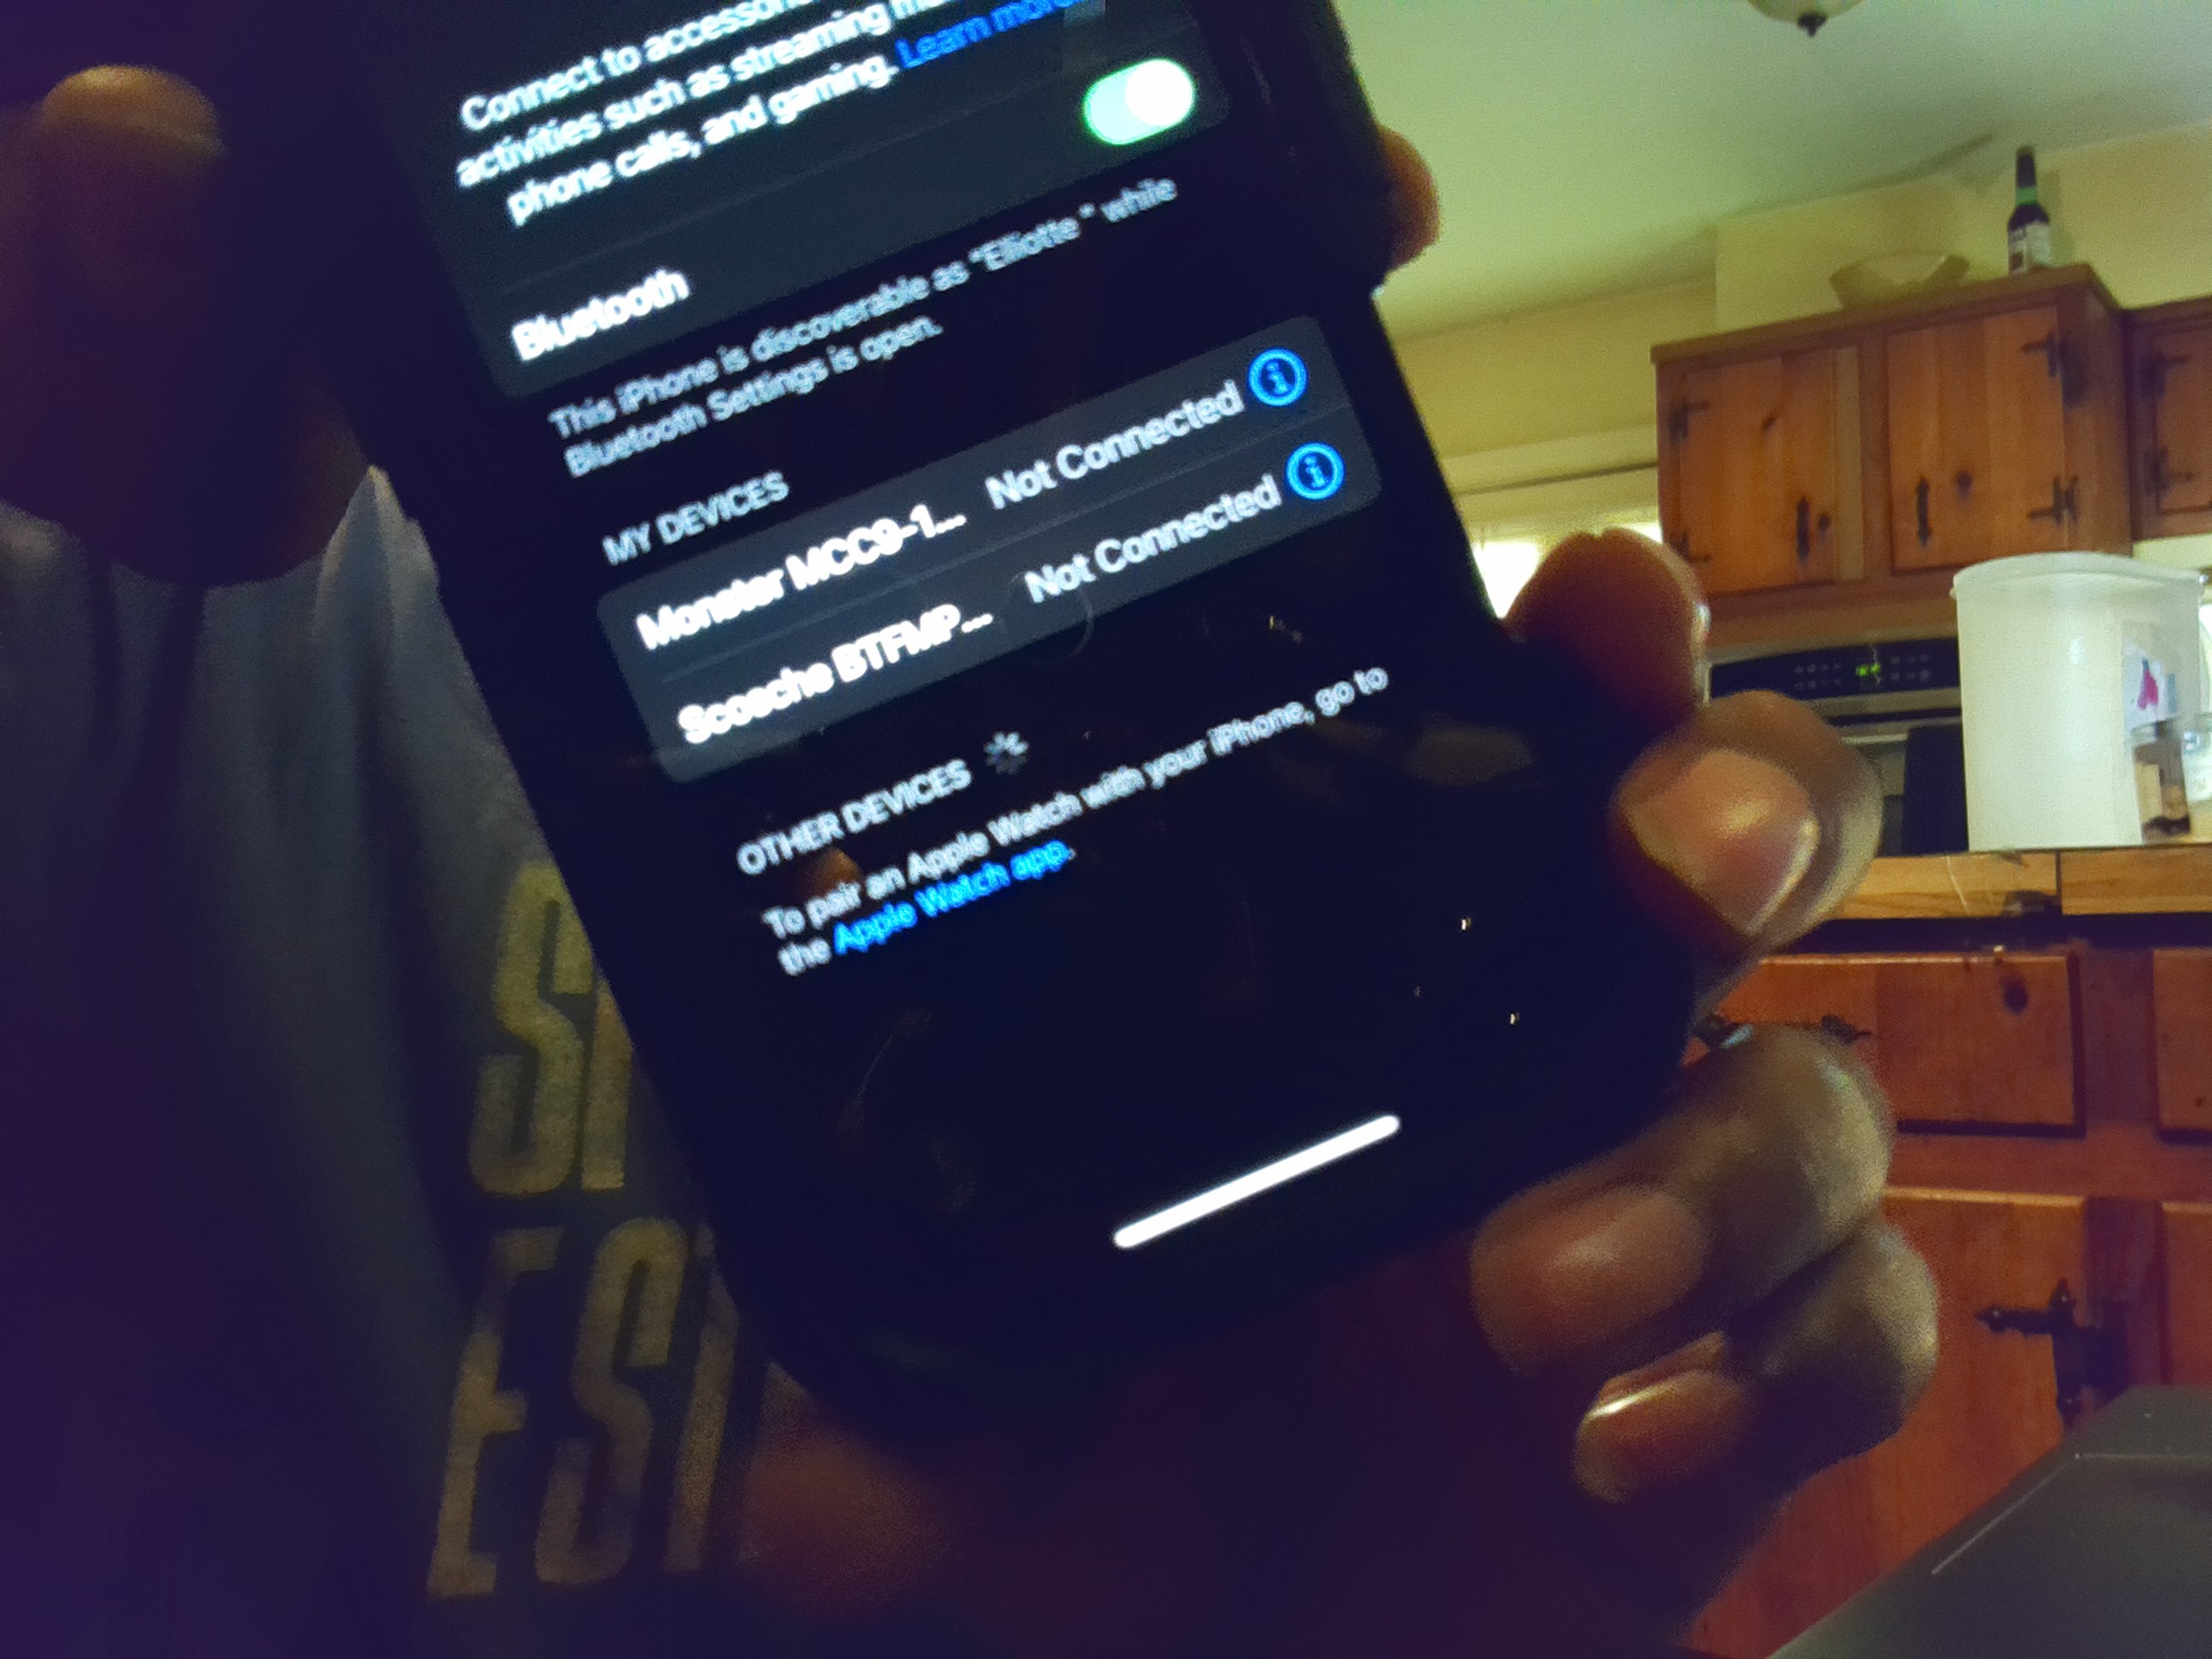 Connect to
activities such as streaming
phone calls, and gaming. Learn more
Bluetooth
This iPhone is discoverable as "Elliotte " while
Bluetooth Settings is open.
MY DEVICES
Monster MCC9-1... Not Connected
Scosche BTFMP... Not Connected
OTHER DEVICES
To pair an Apple Watch with your iPhone, go to
the Apple Watch app.